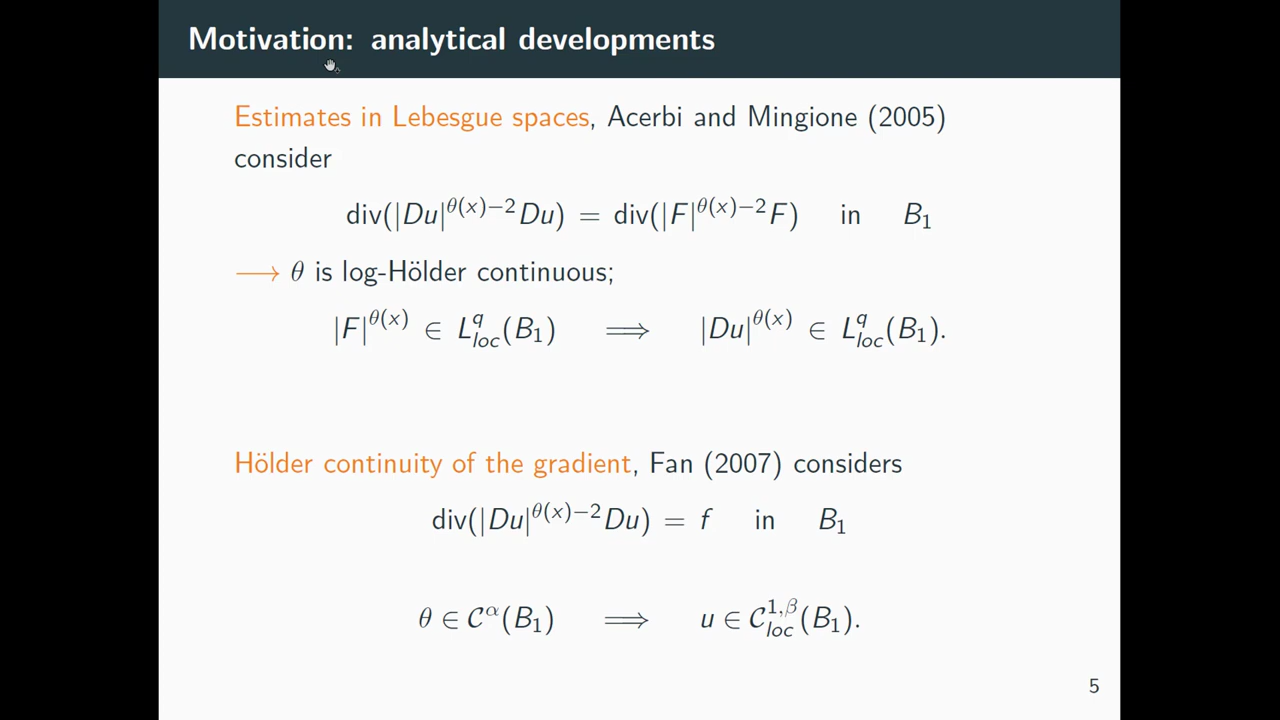 Motivation: analytical developments
Estimates in Lebesgue spaces, Acerbi and Mingione (2005)
consider
div(|Du|^{θ(x)−2}Du) = div(|F|^{θ(x)−2}F) in B_1
⟶ θ is log-Hölder continuous;
|F|^{θ(x)} ∈ L^q_{loc}(B_1) ⟹ |Du|^{θ(x)} ∈ L^q_{loc}(B_1).
Hölder continuity of the gradient, Fan (2007) considers
div(|Du|^{θ(x)−2}Du) = f in B_1
θ ∈ 𝒞^α(B_1) ⟹ u ∈ 𝒞^{1,β}_{loc}(B_1).
5